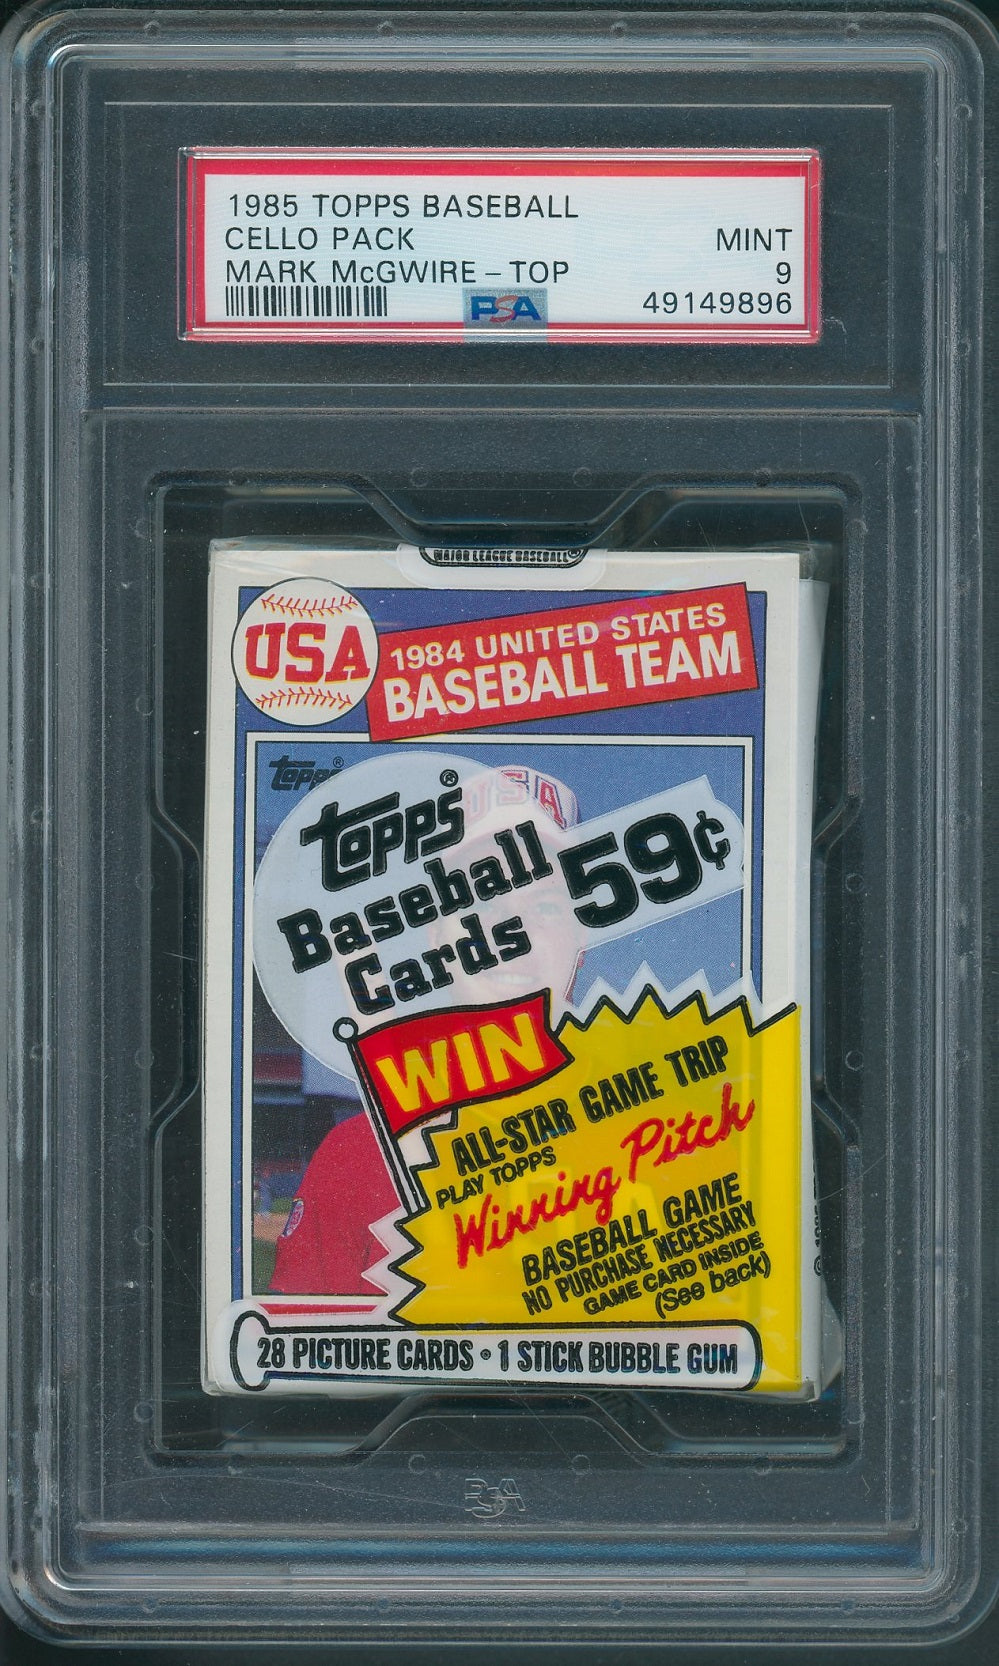 1985 TOPPS BASEBALL
CELLO PACK MINT
MARK McGWIRE - TOP 9
PSA 49149896
MAJOR LEAGUE BASEBALL®
USA
1984 UNITED STATES
BASEBALL TEAM
topps®
USA
topps®
Baseball
Cards
59¢
WIN
ALL-STAR GAME TRIP
PLAY TOPPS
Winning Pitch
BASEBALL GAME
NO PURCHASE NECESSARY
GAME CARD INSIDE
(See back)
28 PICTURE CARDS • 1 STICK BUBBLE GUM
PSA